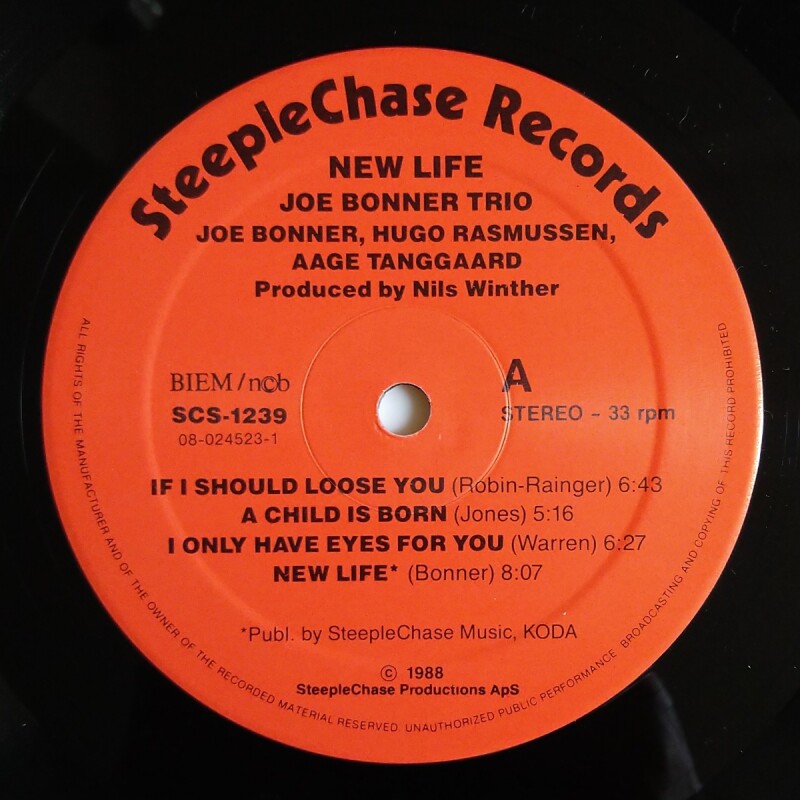 SteepleChase Records
NEW LIFE
JOE BONNER TRIO
JOE BONNER, HUGO RASMUSSEN,
AAGE TANGGAARD
Produced by Nils Winther
BIEM/n©b
SCS-1239
08-024523-1
A
STEREO - 33 rpm
IF I SHOULD LOOSE YOU (Robin-Rainger) 6:43
A CHILD IS BORN (Jones) 5:16
I ONLY HAVE EYES FOR YOU (Warren) 6:27
NEW LIFE* (Bonner) 8:07
*Publ. by SteepleChase Music, KODA
© 1988
SteepleChase Productions ApS
ALL RIGHTS OF THE MANUFACTURER AND OF THE OWNER OF THE RECORDED MATERIAL RESERVED. UNAUTHORIZED PUBLIC PERFORMANCE. BROADCASTING AND COPYING OF THIS RECORD PROHIBITED